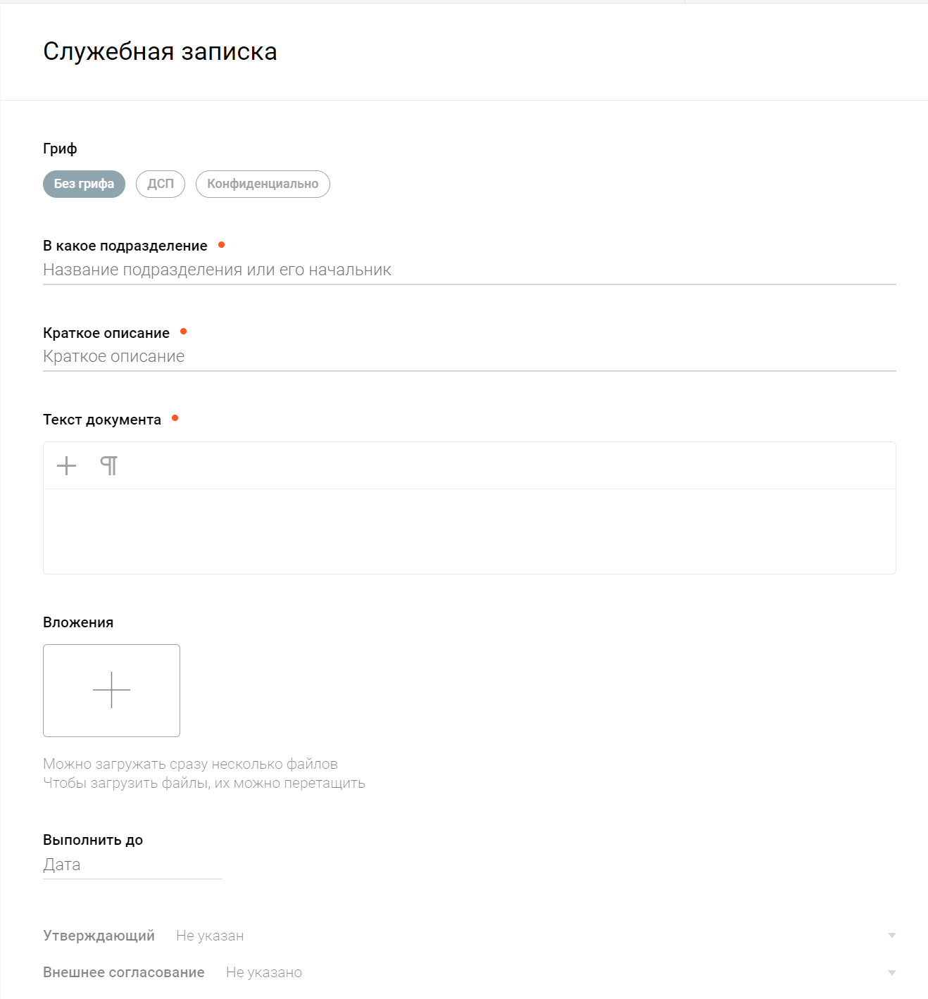 Служебная записка
Гриф
Без грифа ДСП Конфиденциально
В какое подразделение
Название подразделения или его начальник
Краткое описание
Краткое описание
Текст документа
Вложения
Можно загружать сразу несколько файлов
Чтобы загрузить файлы, их можно перетащить
Выполнить до
Дата
Утверждающий Не указан
Внешнее согласование Не указано